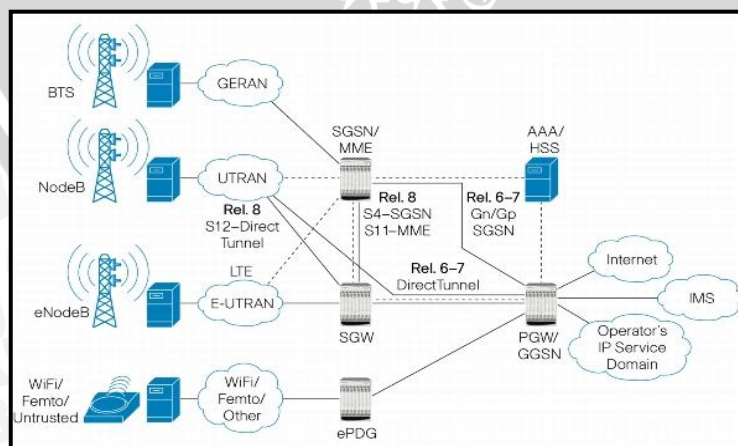 BTS
GERAN
SGSN/
MME
AAA/
HSS
NodeB
UTRAN
Rel. 8
S12–Direct
Tunnel
Rel. 8
S4–SGSN
S11–MME
Rel. 6–7
Gn/Gp
SGSN
Rel. 6–7
DirectTunnel
LTE
eNodeB
E-UTRAN
SGW
PGW/
GGSN
Internet
IMS
Operator's
IP Service
Domain
WiFi/
Femto/
Untrusted
WiFi/
Femto/
Other
ePDG